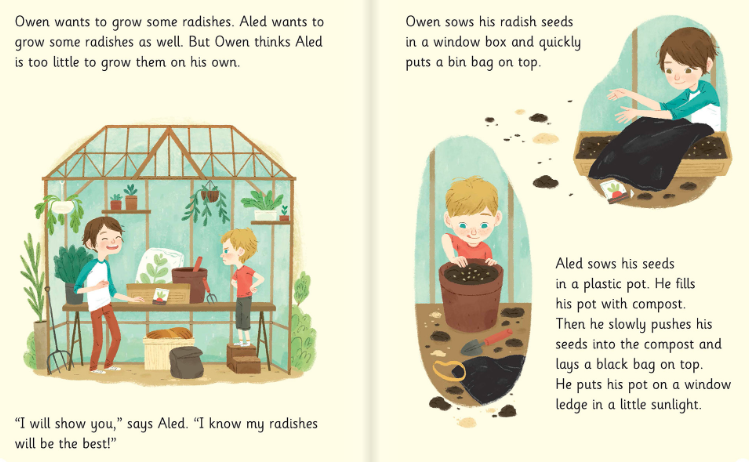 Owen wants to grow some radishes. Aled wants to
grow some radishes as well. But Owen thinks Aled
is too little to grow them on his own.
“I will show you,” says Aled. “I know my radishes
will be the best!”
Owen sows his radish seeds
in a window box and quickly
puts a bin bag on top.
Aled sows his seeds
in a plastic pot. He fills
his pot with compost.
Then he slowly pushes his
seeds into the compost and
lays a black bag on top.
He puts his pot on a window
ledge in a little sunlight.